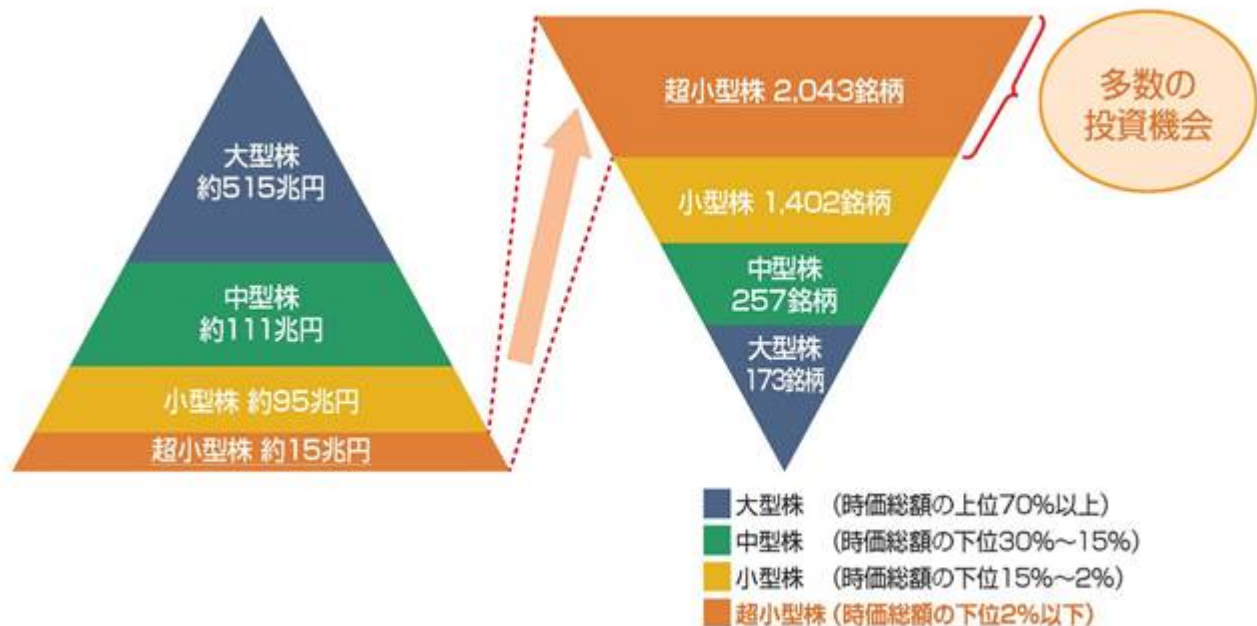 大型株
約515兆円
中型株
約111兆円
小型株 約95兆円
超小型株 約15兆円
超小型株 2,043銘柄
小型株 1,402銘柄
中型株
257銘柄
大型株
173銘柄
多数の
投資機会
大型株 (時価総額の上位70%以上)
中型株 (時価総額の下位30%~15%)
小型株 (時価総額の下位15%~2%)
超小型株 (時価総額の下位2%以下)